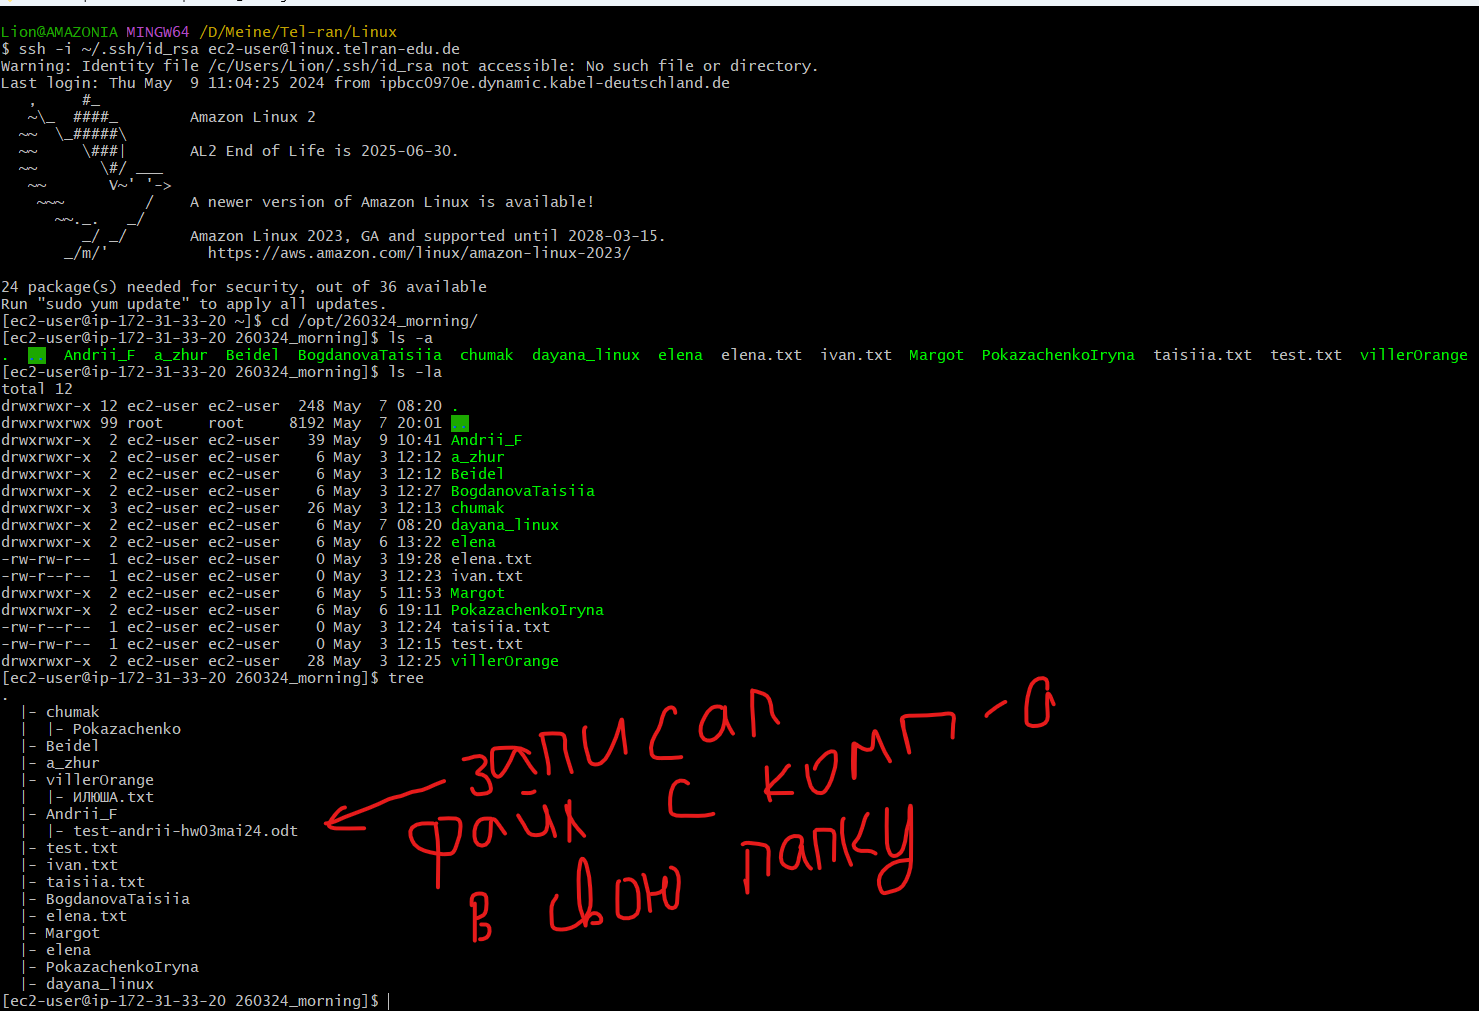 Lion@AMAZONIA MINGW64 /D/Meine/Tel-ran/Linux
$ ssh -i ~/.ssh/id_rsa ec2-user@linux.telran-edu.de
Warning: Identity file /c/Users/Lion/.ssh/id_rsa not accessible: No such file or directory.
Last login: Thu May  9 11:04:25 2024 from ipbcc0970e.dynamic.kabel-deutschland.de
   ,     #_
   ~\_  ####_        Amazon Linux 2
  ~~  \_#####\
  ~~     \###|       AL2 End of Life is 2025-06-30.
  ~~       \#/ ___
   ~~       V~' '->
    ~~~         /    A newer version of Amazon Linux is available!
      ~~._.   _/
         _/ _/       Amazon Linux 2023, GA and supported until 2028-03-15.
       _/m/'           https://aws.amazon.com/linux/amazon-linux-2023/
24 package(s) needed for security, out of 36 available
Run "sudo yum update" to apply all updates.
[ec2-user@ip-172-31-33-20 ~]$ cd /opt/260324_morning/
[ec2-user@ip-172-31-33-20 260324_morning]$ ls -a
.  ..  Andrii_F  a_zhur  Beidel  BogdanovaTaisiia  chumak  dayana_linux  elena  elena.txt  ivan.txt  Margot  PokazachenkoIryna  taisiia.txt  test.txt  villerOrange
[ec2-user@ip-172-31-33-20 260324_morning]$ ls -la
total 12
drwxrwxr-x 12 ec2-user ec2-user  248 May  7 08:20 .
drwxrwxrwx 99 root     root     8192 May  7 20:01 ..
drwxrwxr-x  2 ec2-user ec2-user   39 May  9 10:41 Andrii_F
drwxrwxr-x  2 ec2-user ec2-user    6 May  3 12:12 a_zhur
drwxrwxr-x  2 ec2-user ec2-user    6 May  3 12:12 Beidel
drwxrwxr-x  2 ec2-user ec2-user    6 May  3 12:27 BogdanovaTaisiia
drwxrwxr-x  3 ec2-user ec2-user   26 May  3 12:13 chumak
drwxrwxr-x  2 ec2-user ec2-user    6 May  7 08:20 dayana_linux
drwxrwxr-x  2 ec2-user ec2-user    6 May  6 13:22 elena
-rw-rw-r--  1 ec2-user ec2-user    0 May  3 19:28 elena.txt
-rw-r--r--  1 ec2-user ec2-user    0 May  3 12:23 ivan.txt
drwxrwxr-x  2 ec2-user ec2-user    6 May  5 11:53 Margot
drwxrwxr-x  2 ec2-user ec2-user    6 May  6 19:11 PokazachenkoIryna
-rw-r--r--  1 ec2-user ec2-user    0 May  3 12:24 taisiia.txt
-rw-rw-r--  1 ec2-user ec2-user    0 May  3 12:15 test.txt
drwxrwxr-x  2 ec2-user ec2-user   28 May  3 12:25 villerOrange
[ec2-user@ip-172-31-33-20 260324_morning]$ tree
.
  |- chumak
  |  |- Pokazachenko
  |- Beidel
  |- a_zhur
  |- villerOrange
  |  |- ИЛЮША.txt
  |- Andrii_F
  |  |- test-andrii-hw03mai24.odt
  |- test.txt
  |- ivan.txt
  |- taisiia.txt
  |- BogdanovaTaisiia
  |- elena.txt
  |- Margot
  |- elena
  |- PokazachenkoIryna
  |- dayana_linux
[ec2-user@ip-172-31-33-20 260324_morning]$
записал
файл с комп-а
в свою папку